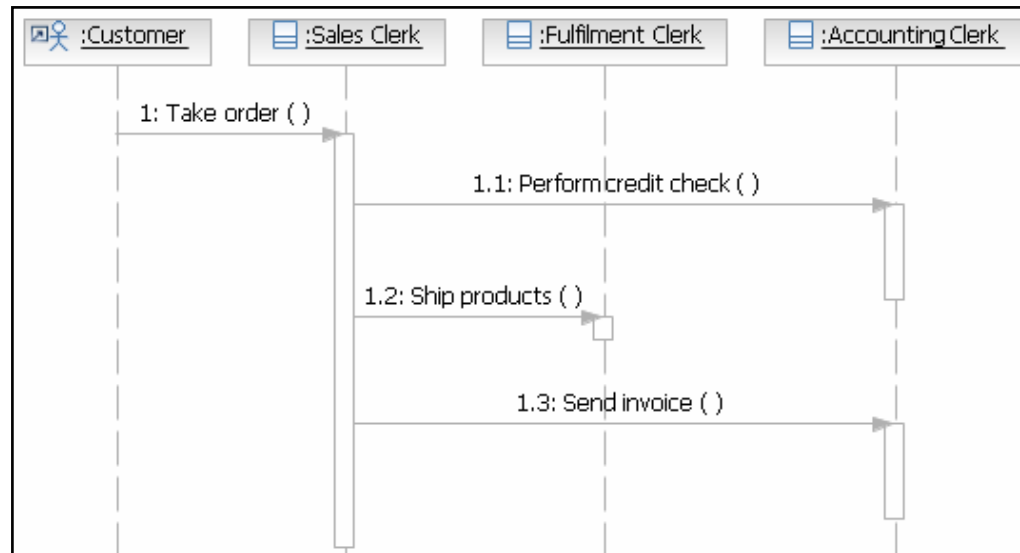 :Customer
:Sales Clerk
:Fulfilment Clerk
:Accounting Clerk
1: Take order ( )
1.1: Perform credit check ( )
1.2: Ship products ( )
1.3: Send invoice ( )